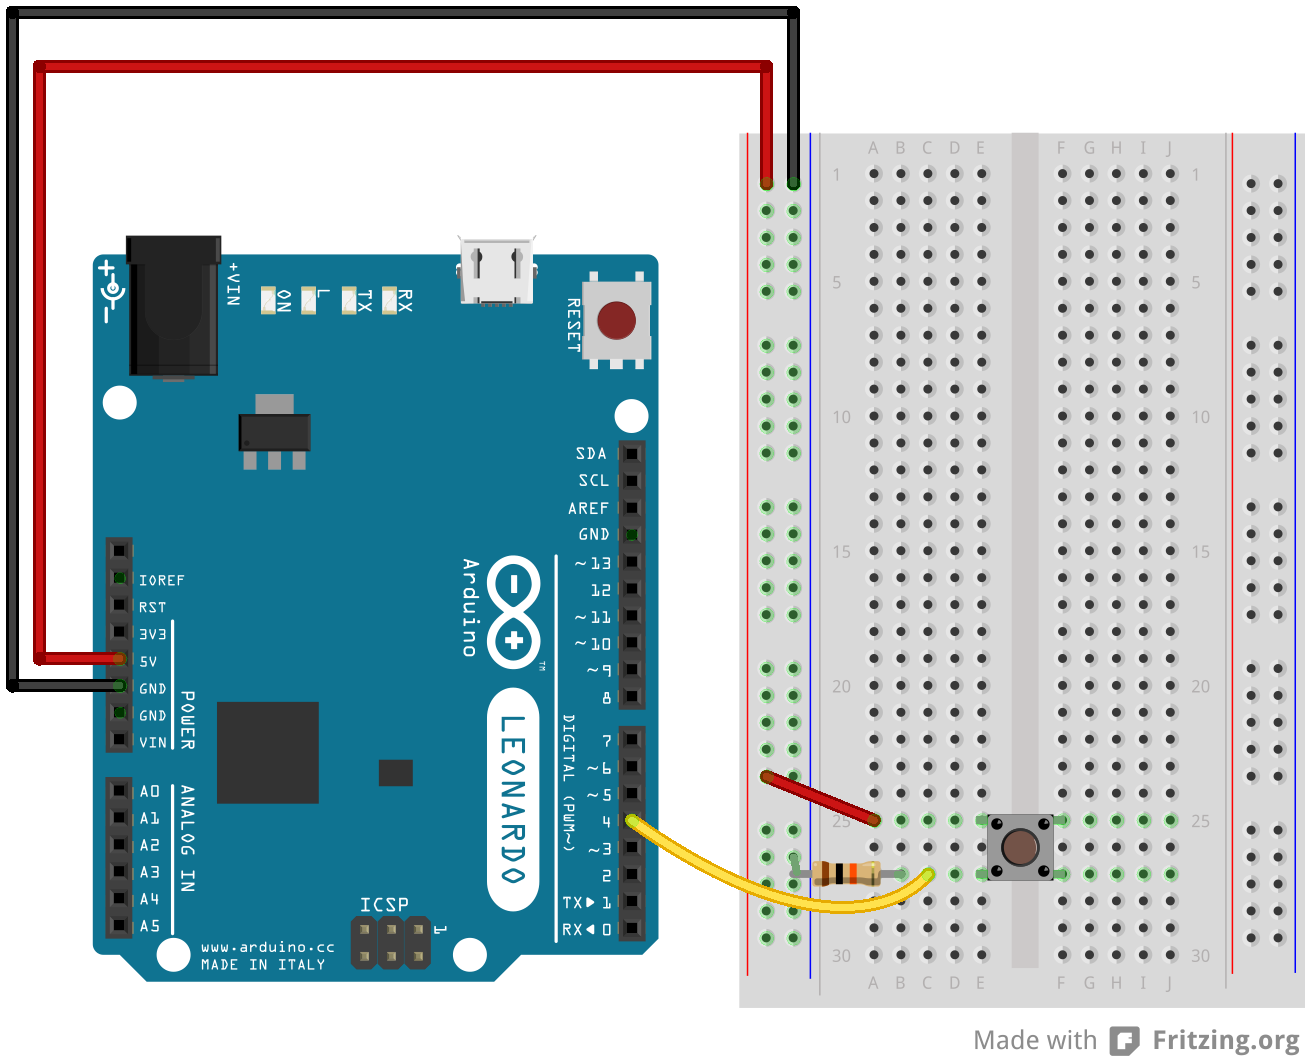 A B C D E F G H I J
1 1
5 5
10 10
15 15
20 20
25 25
30 30
A B C D E F G H I J
+
-
+VIN
ON
L
TX
RX
RESET
SDA
SCL
AREF
GND
~13
12
~11
~10
~9
8
7
~6
~5
4
~3
2
TX▶ 1
RX◀ 0
DIGITAL (PWM~)
Arduino
TM
LEONARDO
IOREF
RST
3V3
5V
GND
GND
VIN
POWER
A0
A1
A2
A3
A4
A5
ANALOG IN
ICSP
1
www.arduino.cc
MADE IN ITALY
Made with Fritzing.org